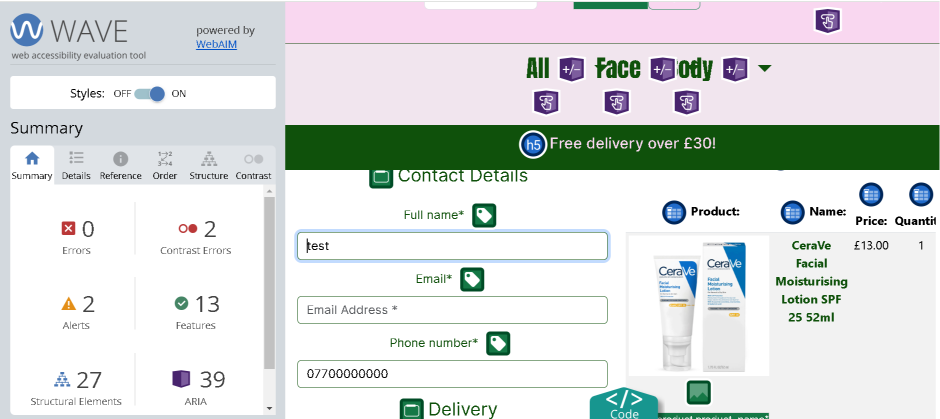 WAVE
web accessibility evaluation tool
powered by
WebAIM
Styles: OFF ON
Summary
Summary Details Reference Order Structure Contrast
0
Errors
2
Contrast Errors
2
Alerts
13
Features
27
Structural Elements
39
ARIA
All +/- Face +/- ody +/-
h5 Free delivery over £30!
Contact Details
Full name*
test
Email*
Email Address *
Phone number*
07700000000
Delivery
</>
Code
Product: Name: Price: Quantit
CeraVe
Facial
Moisturising
Lotion SPF
25 52ml
£13.00
1
CeraVe
Facial
Moisturising
Lotion
CeraVe
Facial
Moisturising
Lotion